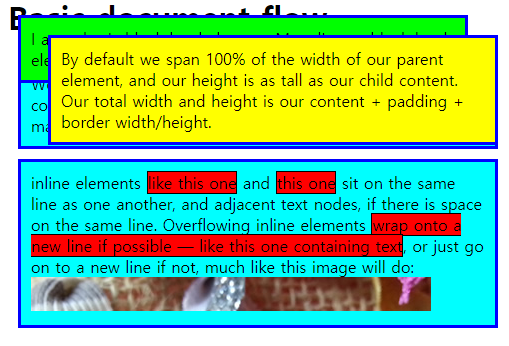 Basic document flow
I a
ele
By default we span 100% of the width of our parent
element, and our height is as tall as our child content.
Our total width and height is our content + padding +
border width/height.
We
co
ma
inline elements like this one and this one sit on the same
line as one another, and adjacent text nodes, if there is space
on the same line. Overflowing inline elements wrap onto a
new line if possible — like this one containing text, or just go
on to a new line if not, much like this image will do: